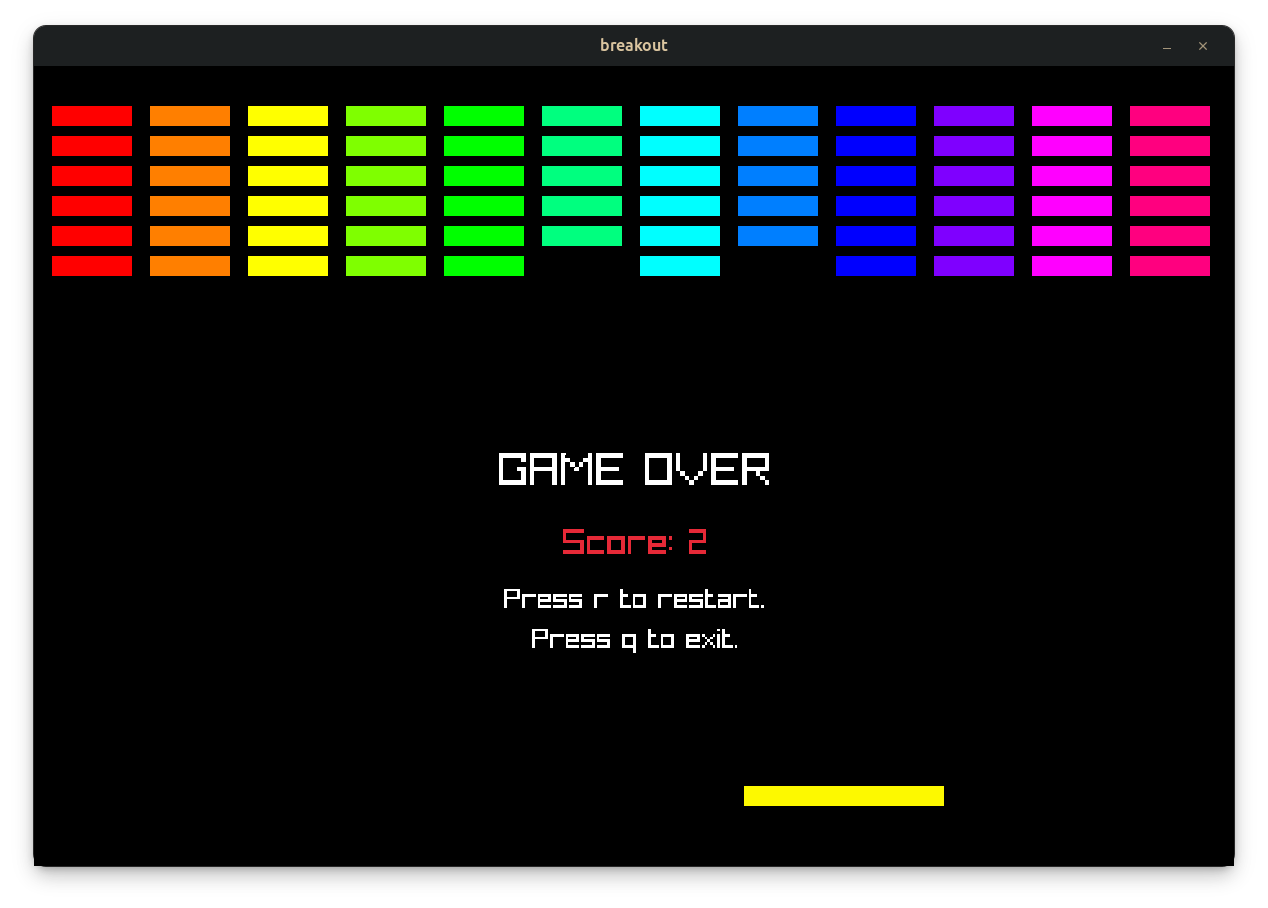 breakout
GAME OVER
Score: 2
Press r to restart.
Press q to exit.